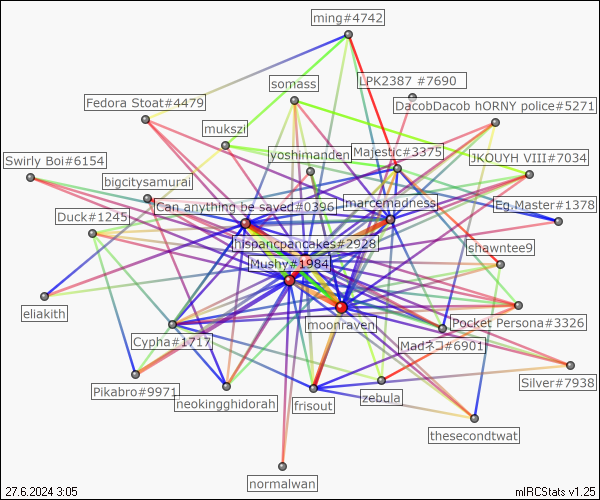 ming#4742
LPK2387 #7690
somass
Fedora Stoat#4479
DacobDacob hORNY police#5271
mukszi
yoshimanden
Majestic#3375
JKOUYH VIII#7034
Swirly Boi#6154
bigcitysamurai
Can anything be saved#0396
marcemadness
Eg.Master#1378
Duck#1245
hispancpancakes#2928
shawntee9
Mushy#1984
eliakith
moonraven
Pocket Persona#3326
Cypha#1717
Madネコ#6901
Pikabro#9971
neokingghidorah
frisout
zebula
Silver#7938
thesecondtwat
normalwan
27.6.2024 3:05
mIRCStats v1.25